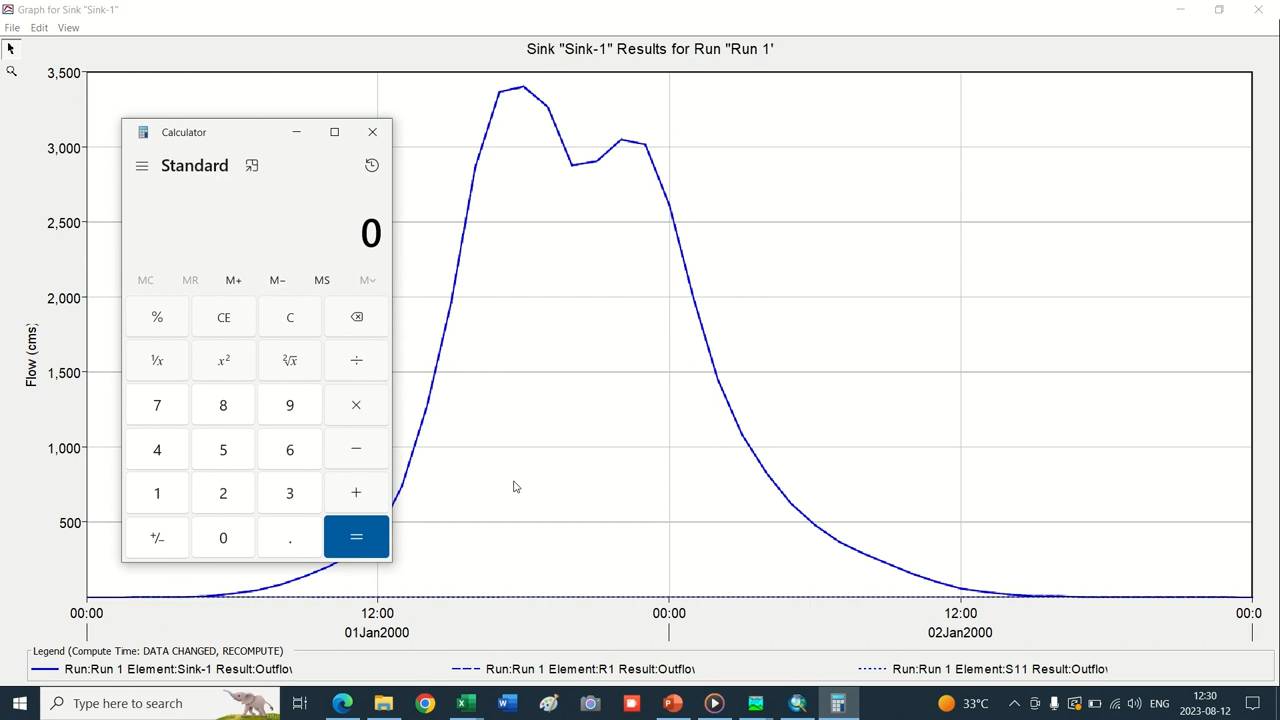 Graph for Sink "Sink-1"
File Edit View
Sink "Sink-1" Results for Run "Run 1"
3,500
3,000
2,500
2,000
1,500
1,000
500
Flow (cms)
Calculator
Standard
0
MC MR M+ M− MS M
% CE C
1/x x² ²√x ÷
7 8 9 ×
4 5 6 −
1 2 3 +
+/− 0 . =
00:00 12:00 00:00 12:00 00:0
01Jan2000 02Jan2000
Legend (Compute Time: DATA CHANGED, RECOMPUTE)
Run:Run 1 Element:Sink-1 Result:Outflow Run:Run 1 Element:R1 Result:Outflow Run:Run 1 Element:S11 Result:Outflow
Type here to search
33°C ENG 12:30
2023-08-12